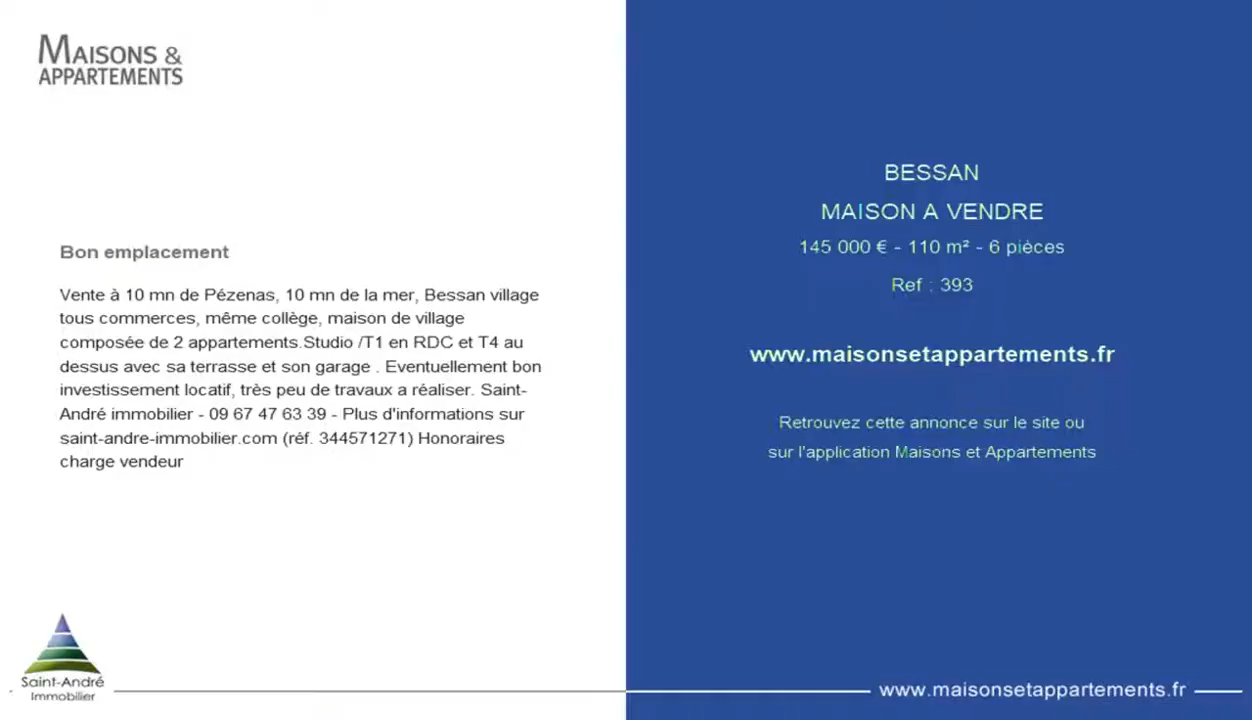 MAISONS &
APPARTEMENTS
Bon emplacement
Vente à 10 mn de Pézenas, 10 mn de la mer, Bessan village
tous commerces, même collège, maison de village
composée de 2 appartements.Studio /T1 en RDC et T4 au
dessus avec sa terrasse et son garage . Eventuellement bon
investissement locatif, très peu de travaux a réaliser. Saint-
André immobilier - 09 67 47 63 39 - Plus d'informations sur
saint-andre-immobilier.com (réf. 344571271) Honoraires
charge vendeur
Saint-André
Immobilier
BESSAN
MAISON A VENDRE
145 000 € - 110 m² - 6 pièces
Ref : 393
www.maisonsetappartements.fr
Retrouvez cette annonce sur le site ou
sur l'application Maisons et Appartements
www.maisonsetappartements.fr